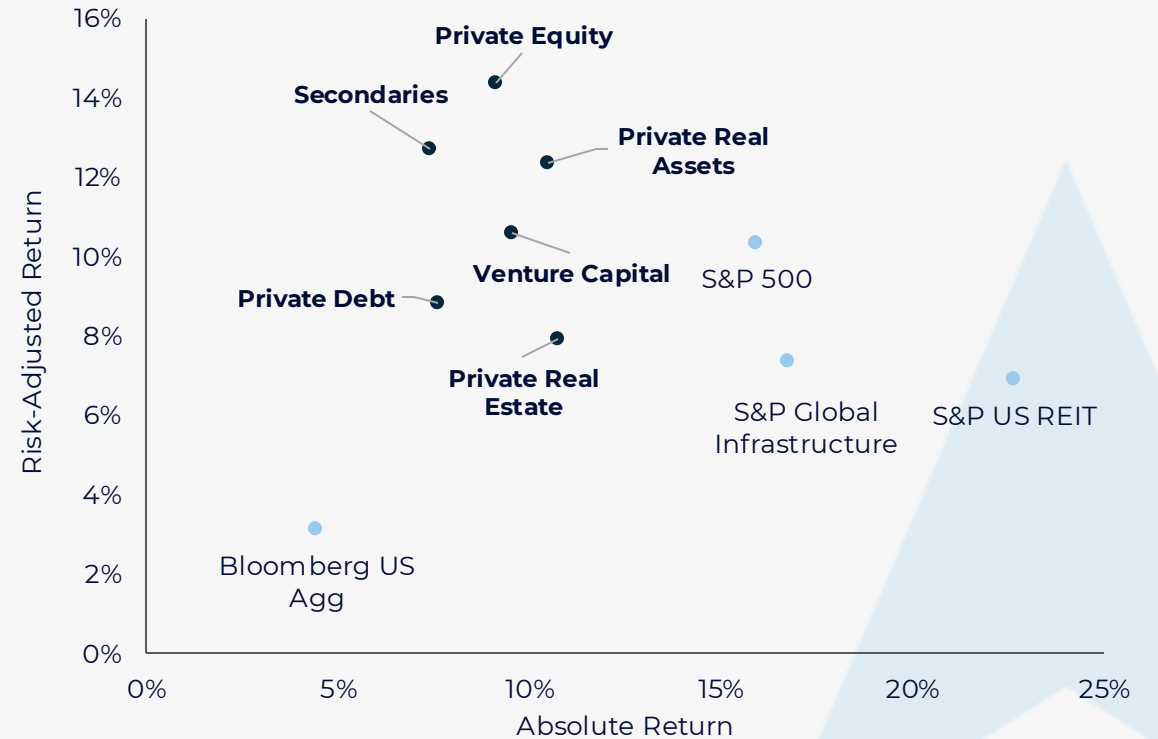 16%
Private Equity
14%
Secondaries
Private Real
Assets
12%
10%
Venture Capital
S&P 500
Private Debt
8%
Private Real
Estate
6%
S&P Global
Infrastructure
S&P US REIT
4%
Bloomberg US
Agg
2%
0%
Risk-Adjusted Return
0%
5%
10%
15%
20%
25%
Absolute Return